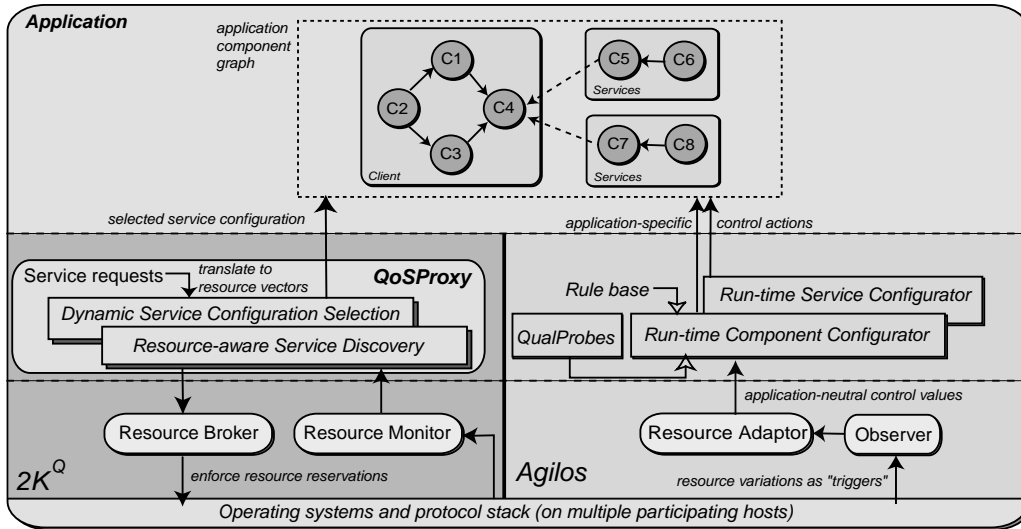 Application
application
component
graph
C1
C2
C3
C4
Client
C5
C6
Services
C7
C8
Services
selected service configuration
application-specific
control actions
Service requests
translate to
resource vectors
QoSProxy
Dynamic Service Configuration Selection
Resource-aware Service Discovery
Rule base
QualProbes
Run-time Service Configurator
Run-time Component Configurator
application-neutral control values
Resource Broker
Resource Monitor
Resource Adaptor
Observer
2K^Q
enforce resource reservations
Agilos
resource variations as "triggers"
Operating systems and protocol stack (on multiple participating hosts)